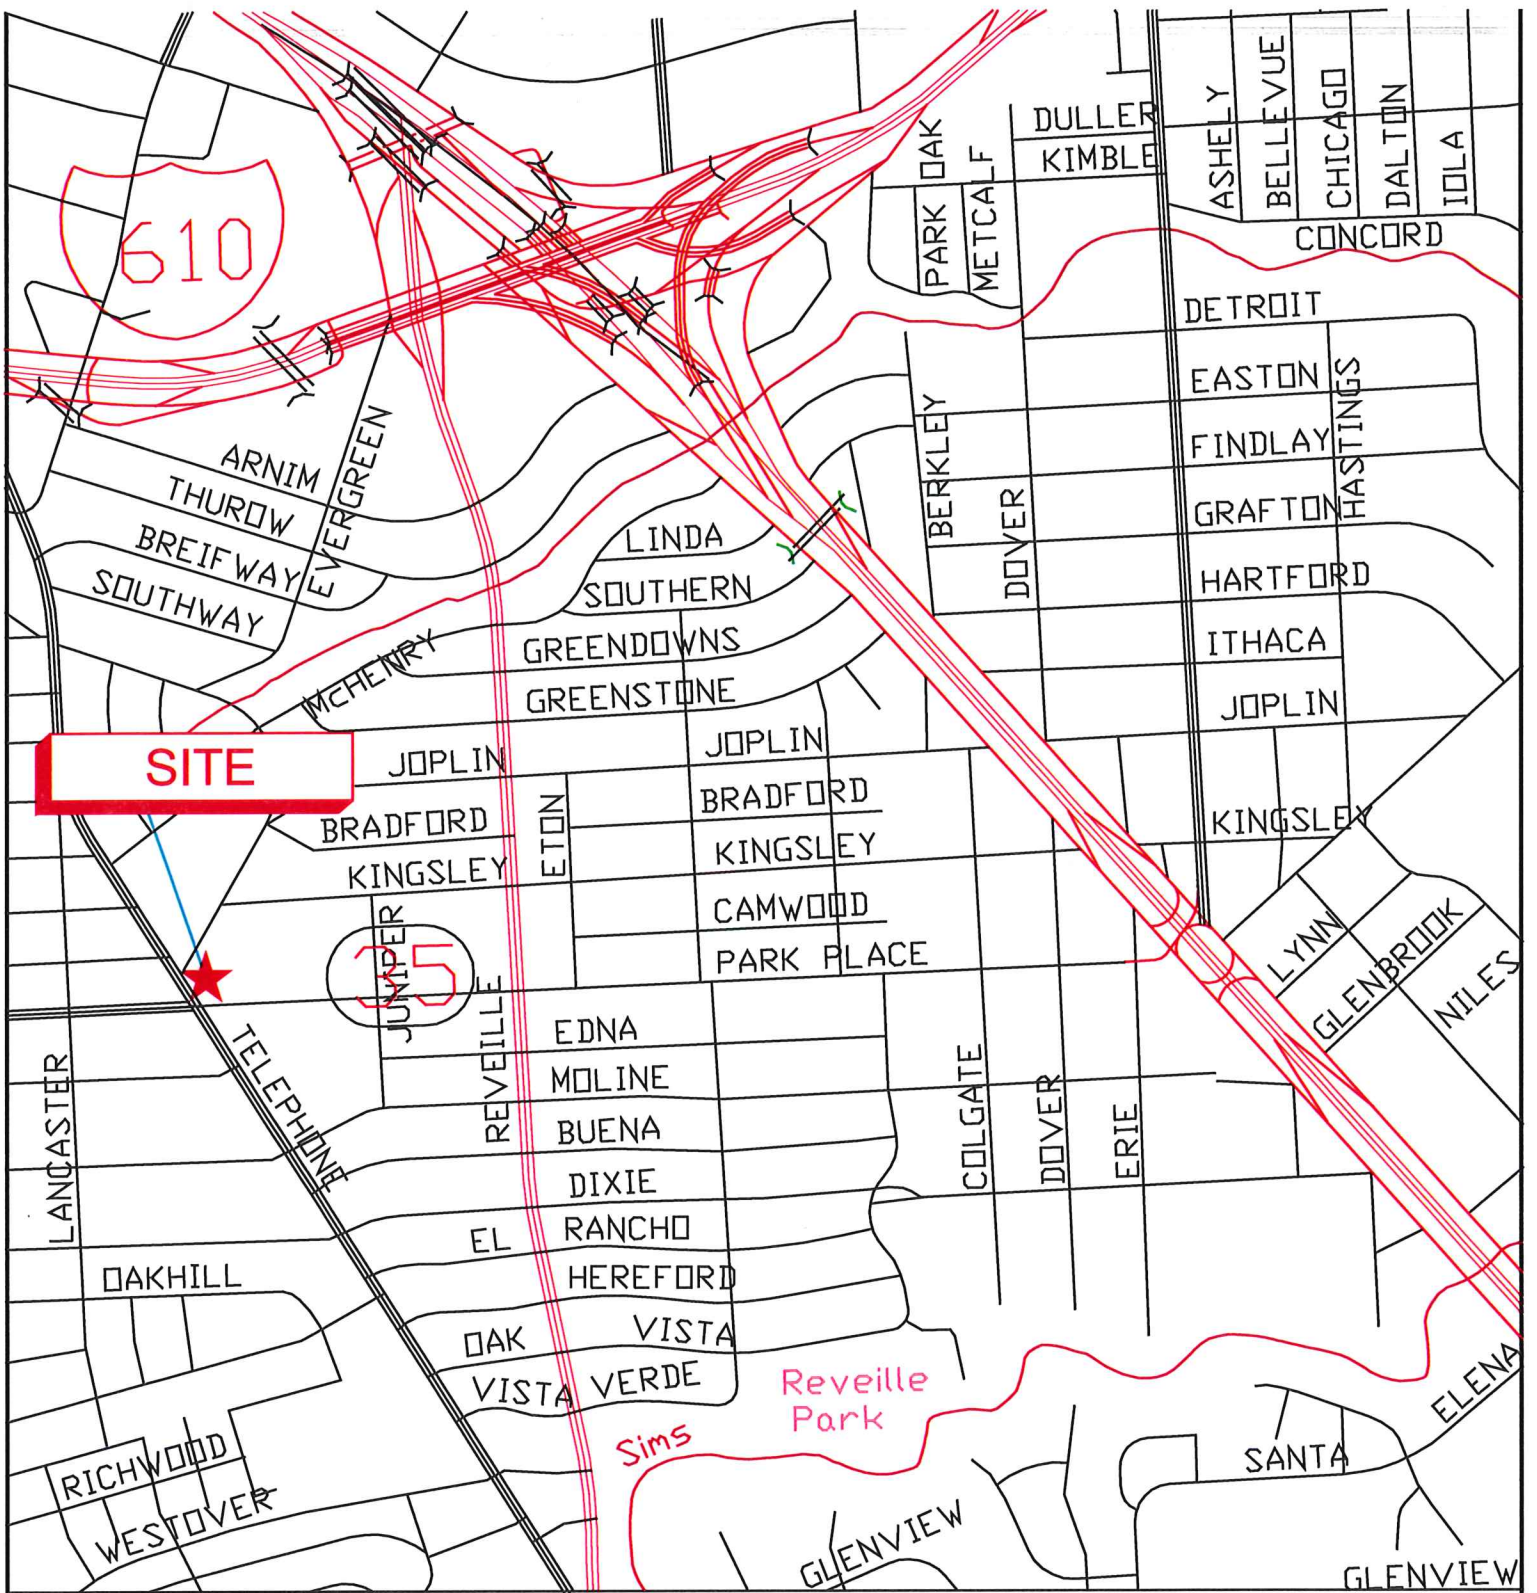 DULLER
KIMBLE
PARK OAK
PARK
METCALF
ASHELY
BELLEVUE
CHICAGO
DALTON
IOLA
CONCORD
610
DETROIT
EASTON
HASTINGS
FINDLAY
GRAFTON
HARTFORD
ITHACA
JOPLIN
KINGSLEY
BERKLEY
DOVER
ARNIM
THUROW
BREIFWAY
SOUTHWAY
EVERGREEN
LINDA
SOUTHERN
GREENDOWNS
GREENSTONE
McHENRY
SITE
JOPLIN
JOPLIN
BRADFORD
BRADFORD
ETON
KINGSLEY
KINGSLEY
CAMWOOD
PARK PLACE
JUNIPER
35
REVEILLE
LYNN
GLENBROOK
NILES
TELEPHONE
LANCASTER
EDNA
MOLINE
BUENA
DIXIE
EL RANCHO
HEREFORD
OAK VISTA
VISTA VERDE
COLGATE
DOVER
ERIE
OAKHILL
RICHWOOD
WESTOVER
Reveille
Park
Sims
SANTA ELENA
GLENVIEW
GLENVIEW